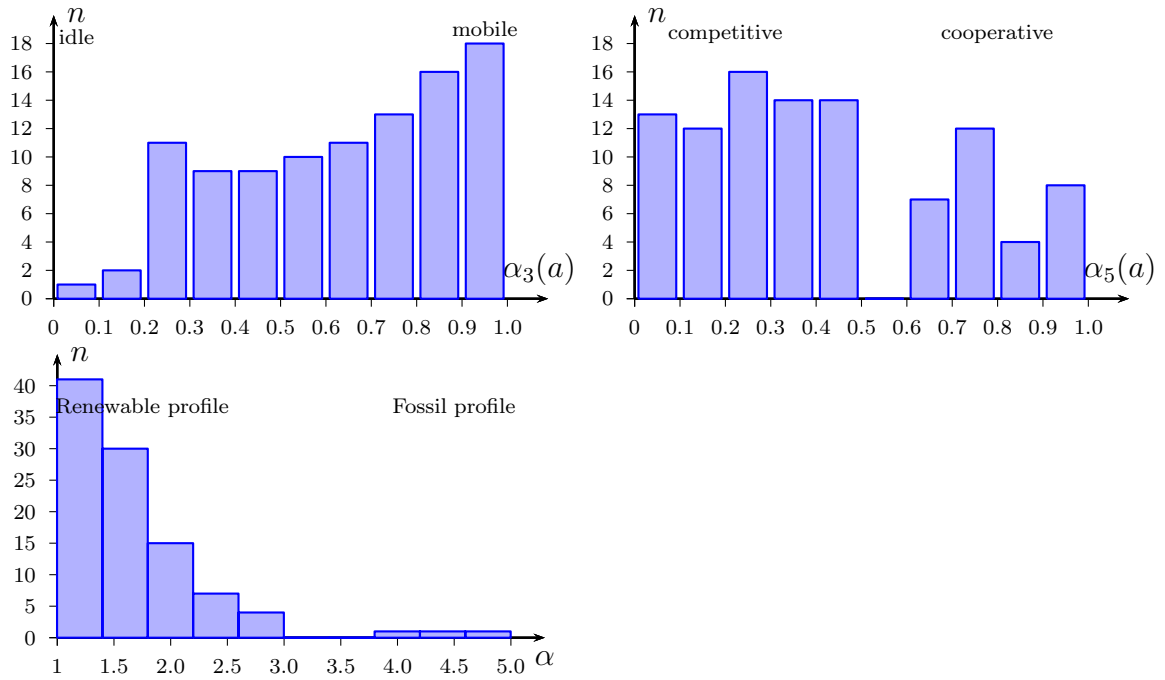 n
idle
mobile
18
16
14
12
10
8
6
4
2
0
α₃(a)
0 0.1 0.2 0.3 0.4 0.5 0.6 0.7 0.8 0.9 1.0
n
competitive cooperative
18
16
14
12
10
8
6
4
2
0
α₅(a)
0 0.1 0.2 0.3 0.4 0.5 0.6 0.7 0.8 0.9 1.0
n
40
Renewable profile Fossil profile
35
30
25
20
15
10
5
0
1 1.5 2.0 2.5 3.0 3.5 4.0 4.5 5.0 α